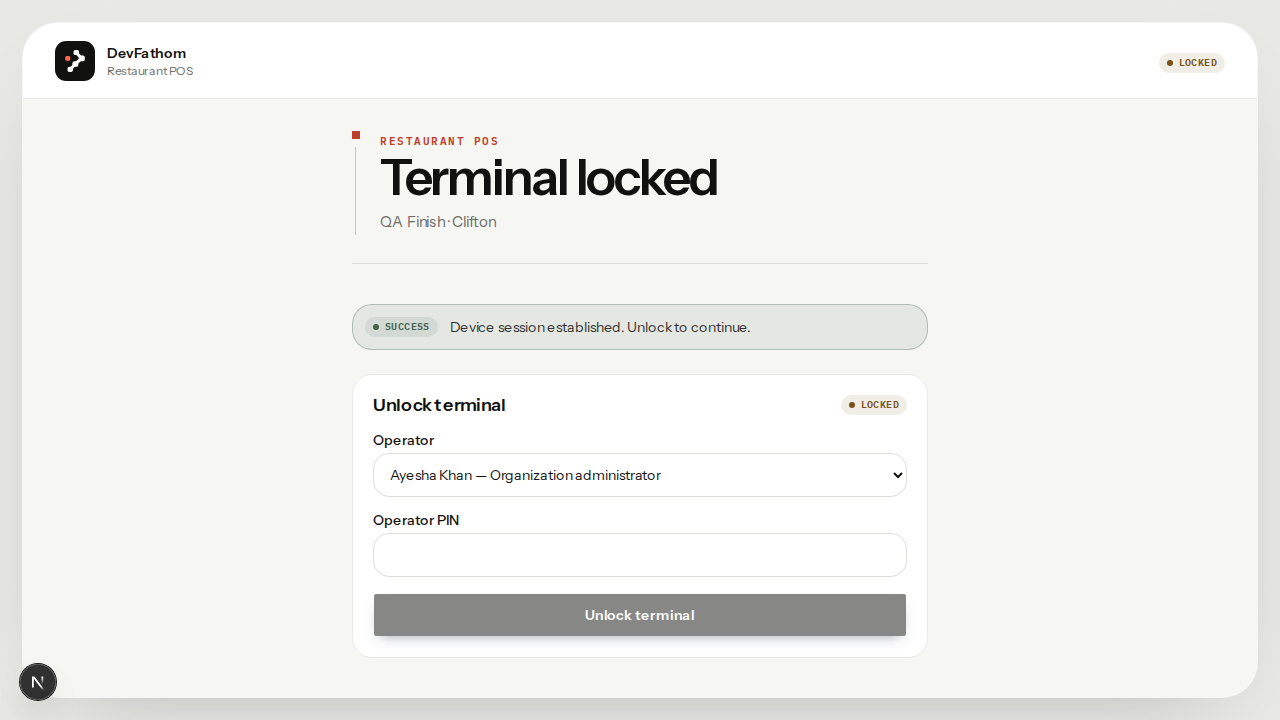 DevFathom
Restaurant POS
LOCKED
RESTAURANT POS
Terminal locked
QA Finish · Clifton
SUCCESS Device session established. Unlock to continue.
Unlock terminal LOCKED
Operator
Ayesha Khan — Organization administrator
Operator PIN
Unlock terminal
N